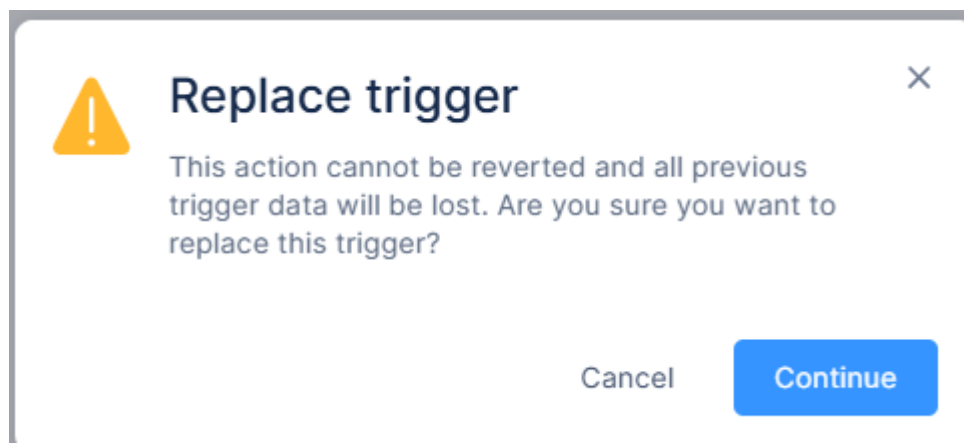 Replace trigger
This action cannot be reverted and all previous
trigger data will be lost. Are you sure you want to
replace this trigger?
Cancel
Continue